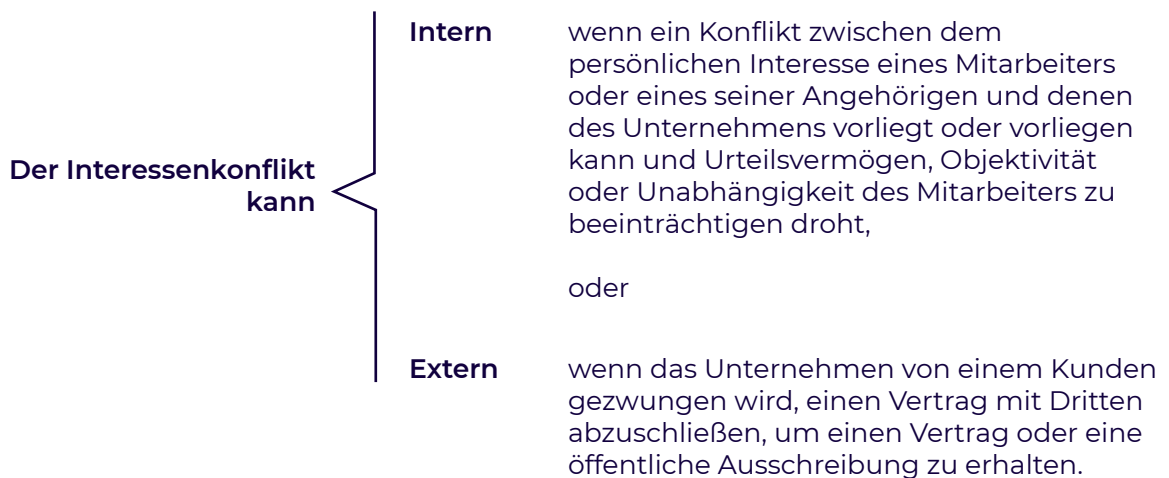 Der Interessenkonflikt
kann
Intern
wenn ein Konflikt zwischen dem
persönlichen Interesse eines Mitarbeiters
oder eines seiner Angehörigen und denen
des Unternehmens vorliegt oder vorliegen
kann und Urteilsvermögen, Objektivität
oder Unabhängigkeit des Mitarbeiters zu
beeinträchtigen droht,
oder
Extern
wenn das Unternehmen von einem Kunden
gezwungen wird, einen Vertrag mit Dritten
abzuschließen, um einen Vertrag oder eine
öffentliche Ausschreibung zu erhalten.